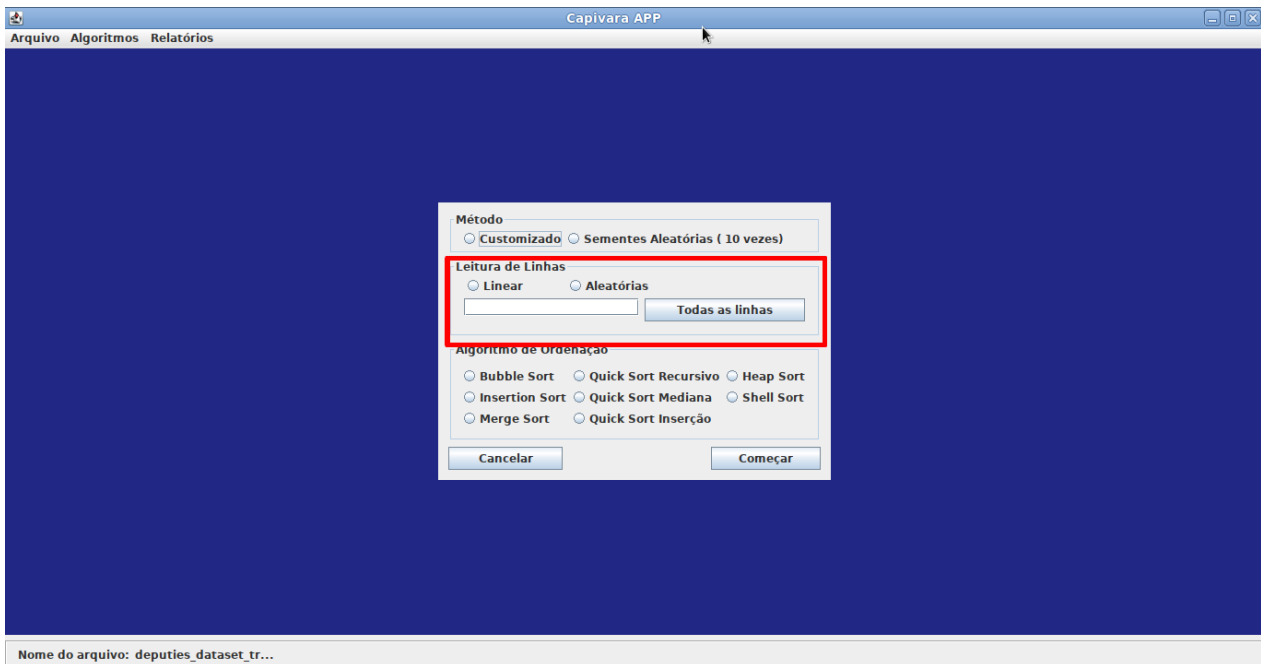 Capivara APP
Arquivo Algoritmos Relatórios
Método
Customizado Sementes Aleatórias ( 10 vezes)
Leitura de Linhas
Linear Aleatórias
Todas as linhas
Algoritmo de Ordenação
Bubble Sort Quick Sort Recursivo Heap Sort
Insertion Sort Quick Sort Mediana Shell Sort
Merge Sort Quick Sort Inserção
Cancelar Começar
Nome do arquivo: deputies_dataset_tr...